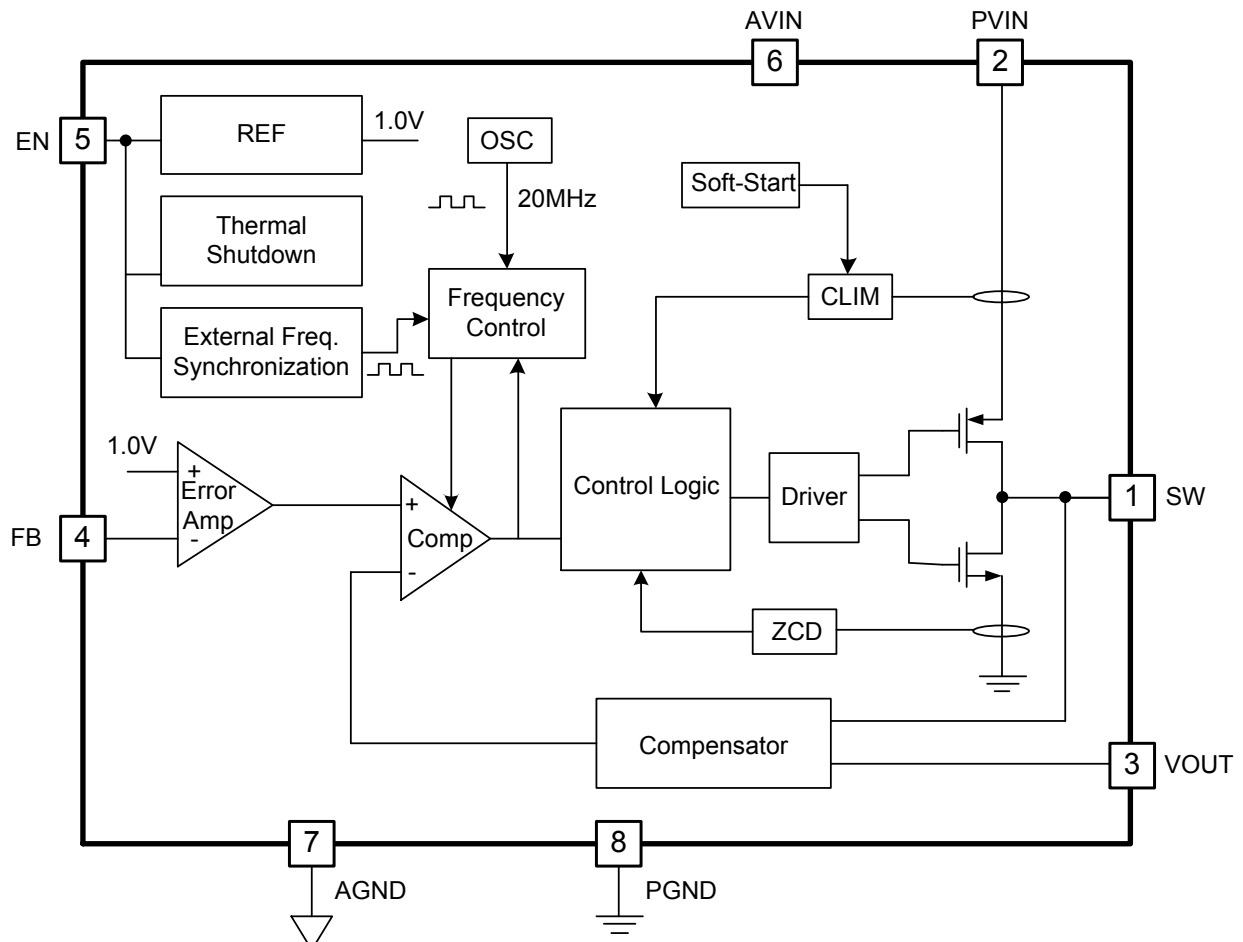 AVIN
PVIN
6
2
EN
5
REF
1.0V
OSC
20MHz
Soft-Start
Thermal
Shutdown
CLIM
Frequency
Control
External Freq.
Synchronization
1.0V
+
Error
Amp
-
FB
4
+
Comp
-
Control Logic
Driver
1
SW
ZCD
Compensator
3
VOUT
7
AGND
8
PGND